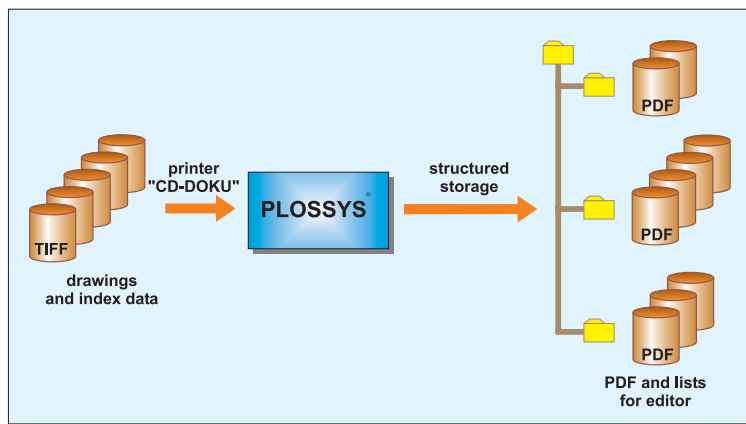 TIFF
drawings
and index data
printer
"CD-DOKU"
PLOSSYS®
structured
storage
PDF
PDF
PDF
PDF and lists
for editor